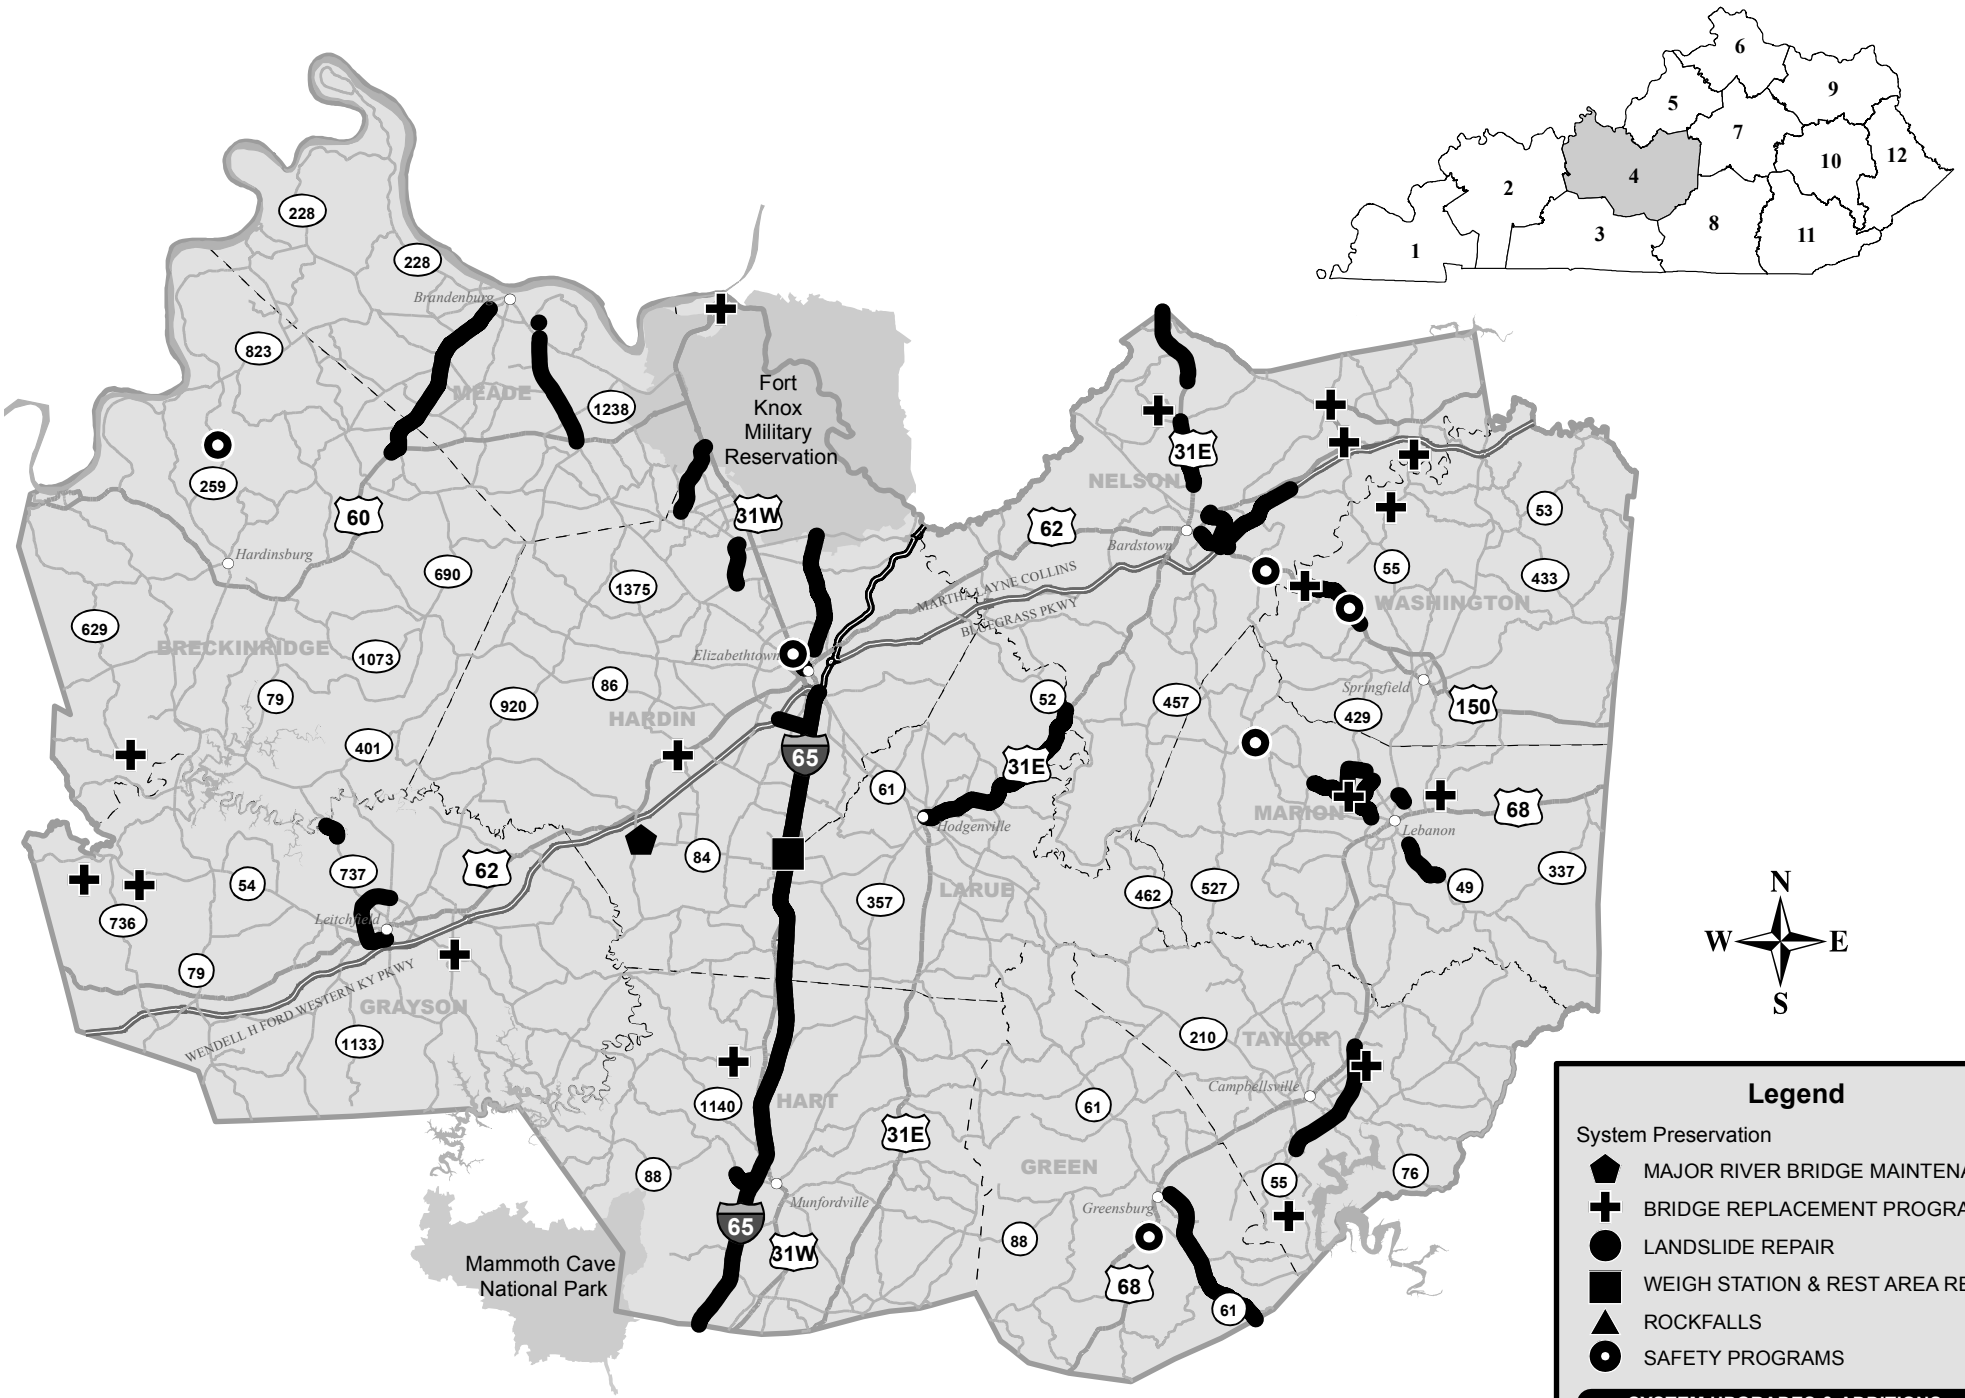 6
9
5
7
10
12
4
2
8
3
11
1
228
228
Brandenburg
823
MEADE
1238
Fort
Knox
Military
Reservation
259
60
31W
31E
NELSON
62
Bardstown
53
Hardinsburg
690
1375
MARTHA LAYNE COLLINS
BLUEGRASS PKWY
55
433
WASHINGTON
629
BRECKINRIDGE
1073
Elizabethtown
86
79
920
HARDIN
52
457
Springfield
429
150
401
65
31E
61
MARION
68
Hodgenville
Lebanon
62
84
737
54
Leitchfield
736
357
LARUE
462
527
49
337
79
WENDELL H FORD WESTERN KY PKWY
GRAYSON
1133
N
W
E
S
210
TAYLOR
Campbellsville
1140
HART
61
31E
GREEN
88
Munfordville
55
76
Greensburg
65
31W
88
Mammoth Cave
National Park
68
61
Legend
System Preservation
MAJOR RIVER BRIDGE MAINTENA
BRIDGE REPLACEMENT PROGRA
LANDSLIDE REPAIR
WEIGH STATION & REST AREA RE
ROCKFALLS
SAFETY PROGRAMS